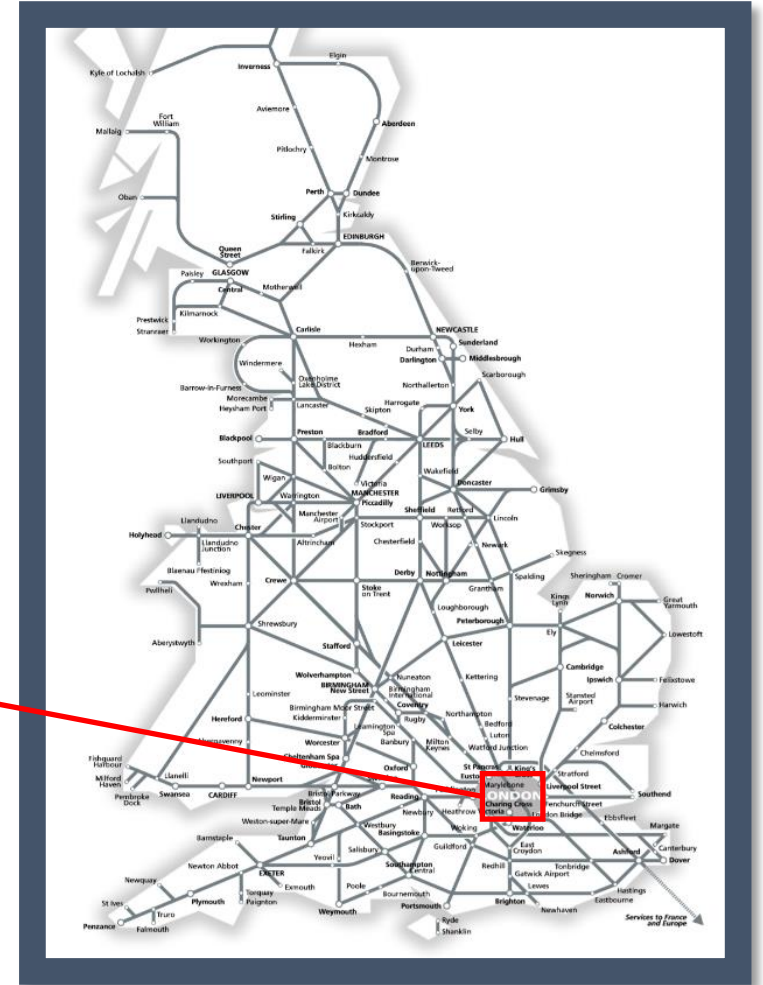 Elgin
Inverness
Kyle of Lochalsh
Aviemore
Fort
William
Mallaig
Aberdeen
Pitlochry
Montrose
Perth
Dundee
Oban
Stirling
Kirkcaldy
EDINBURGH
Queen
Street
Falkirk
Berwick-
upon-Tweed
GLASGOW
Paisley
Central
Motherwell
Prestwick
Kilmarnock
Stranraer
Carlisle
NEWCASTLE
Workington
Hexham
Sunderland
Durham
Darlington
Middlesbrough
Windermere
Scarborough
Oxenholme
Lake District
Barrow-in-Furness
Northallerton
Morecambe
Heysham Port
Lancaster
Harrogate
Skipton
York
Blackpool
Preston
Bradford
Selby
Hull
Blackburn
LEEDS
Huddersfield
Southport
Bolton
Wakefield
Wigan
Victoria
Doncaster
LIVERPOOL
Warrington
MANCHESTER
Piccadilly
Grimsby
Manchester
Airport
Sheffield
Retford
Llandudno
Stockport
Worksop
Lincoln
Holyhead
Chester
Llandudno
Junction
Altrincham
Chesterfield
Newark
Skegness
Blaenau Ffestiniog
Derby
Nottingham
Pwllheli
Wrexham
Crewe
Stoke
on Trent
Grantham
Spalding
Sheringham
Cromer
Kings
Lynn
Norwich
Great
Yarmouth
Loughborough
Peterborough
Shrewsbury
Ely
Lowestoft
Aberystwyth
Stafford
Leicester
Cambridge
Wolverhampton
Nuneaton
Kettering
Ipswich
Felixstowe
BIRMINGHAM
New Street
Birmingham
International
Leominster
Stevenage
Stansted
Airport
Harwich
Birmingham Moor Street
Coventry
Kidderminster
Rugby
Northampton
Hereford
Leamington
Spa
Bedford
Colchester
Worcester
Banbury
Milton
Keynes
Luton
Watford Junction
Chelmsford
Cheltenham Spa
Fishguard
Harbour
Oxford
St Pancras
King's
Euston
Stratford
Milford
Haven
Llanelli
Newport
Marylebone
Liverpool Street
Pembroke
Dock
Swansea
CARDIFF
Bristol Parkway
Reading
LONDON
Southend
Bristol
Temple Meads
Bath
Heathrow
Charing Cross
Victoria
Fenchurch Street
London Bridge
Ebbsfleet
Newbury
Weston-super-Mare
Westbury
Waterloo
Margate
Barnstaple
Taunton
Basingstoke
Woking
East
Croydon
Canterbury
Salisbury
Guildford
Ashford
Dover
Newton Abbot
Yeovil
Southampton
Central
Redhill
Tonbridge
Gatwick Airport
Newquay
EXETER
Exmouth
Poole
Lewes
Hastings
Torquay
Paignton
Bournemouth
Eastbourne
St Ives
Plymouth
Weymouth
Portsmouth
Brighton
Newhaven
Truro
Ryde
Services to France
and Europe
Penzance
Falmouth
Shanklin